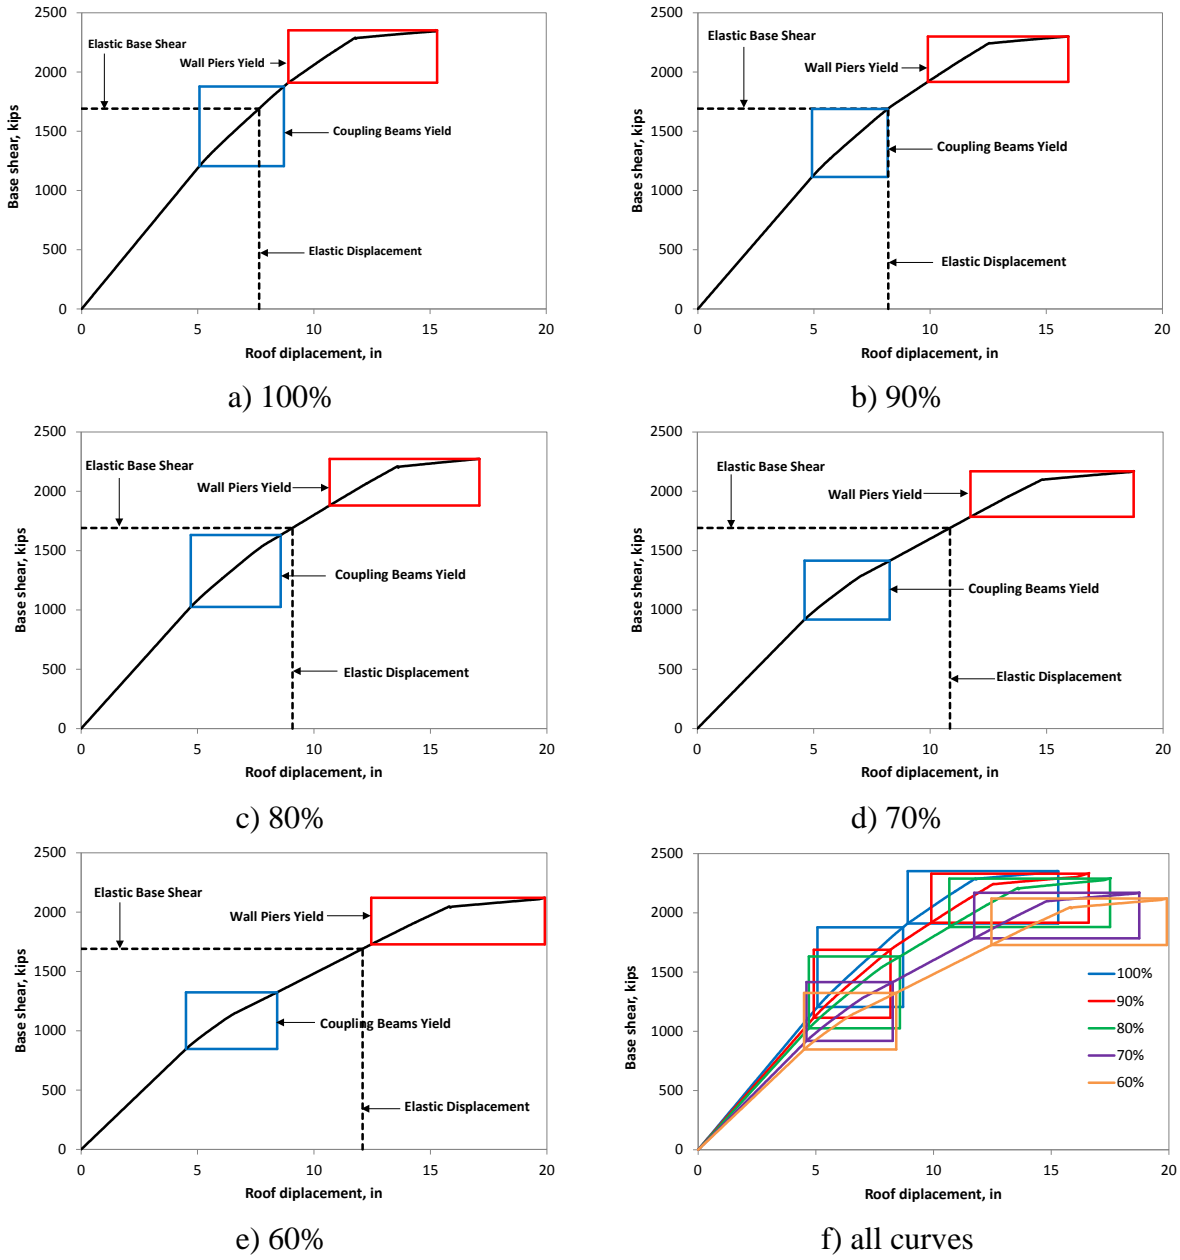 2500
2000
1500
1000
500
0
Base shear, kips
Elastic Base Shear
Wall Piers Yield
Coupling Beams Yield
Elastic Displacement
0 5 10 15 20
Roof diplacement, in
a) 100%
2500
2000
1500
1000
500
0
Base shear, kips
Elastic Base Shear
Wall Piers Yield
Coupling Beams Yield
Elastic Displacement
0 5 10 15 20
Roof diplacement, in
b) 90%
2500
2000
1500
1000
500
0
Base shear, kips
Elastic Base Shear
Wall Piers Yield
Coupling Beams Yield
Elastic Displacement
0 5 10 15 20
Roof diplacement, in
c) 80%
2500
2000
1500
1000
500
0
Base shear, kips
Elastic Base Shear
Wall Piers Yield
Coupling Beams Yield
Elastic Displacement
0 5 10 15 20
Roof diplacement, in
d) 70%
2500
2000
1500
1000
500
0
Base shear, kips
Elastic Base Shear
Wall Piers Yield
Coupling Beams Yield
Elastic Displacement
0 5 10 15 20
Roof diplacement, in
e) 60%
2500
2000
1500
1000
500
0
Base shear, kips
100%
90%
80%
70%
60%
0 5 10 15 20
Roof diplacement, in
f) all curves